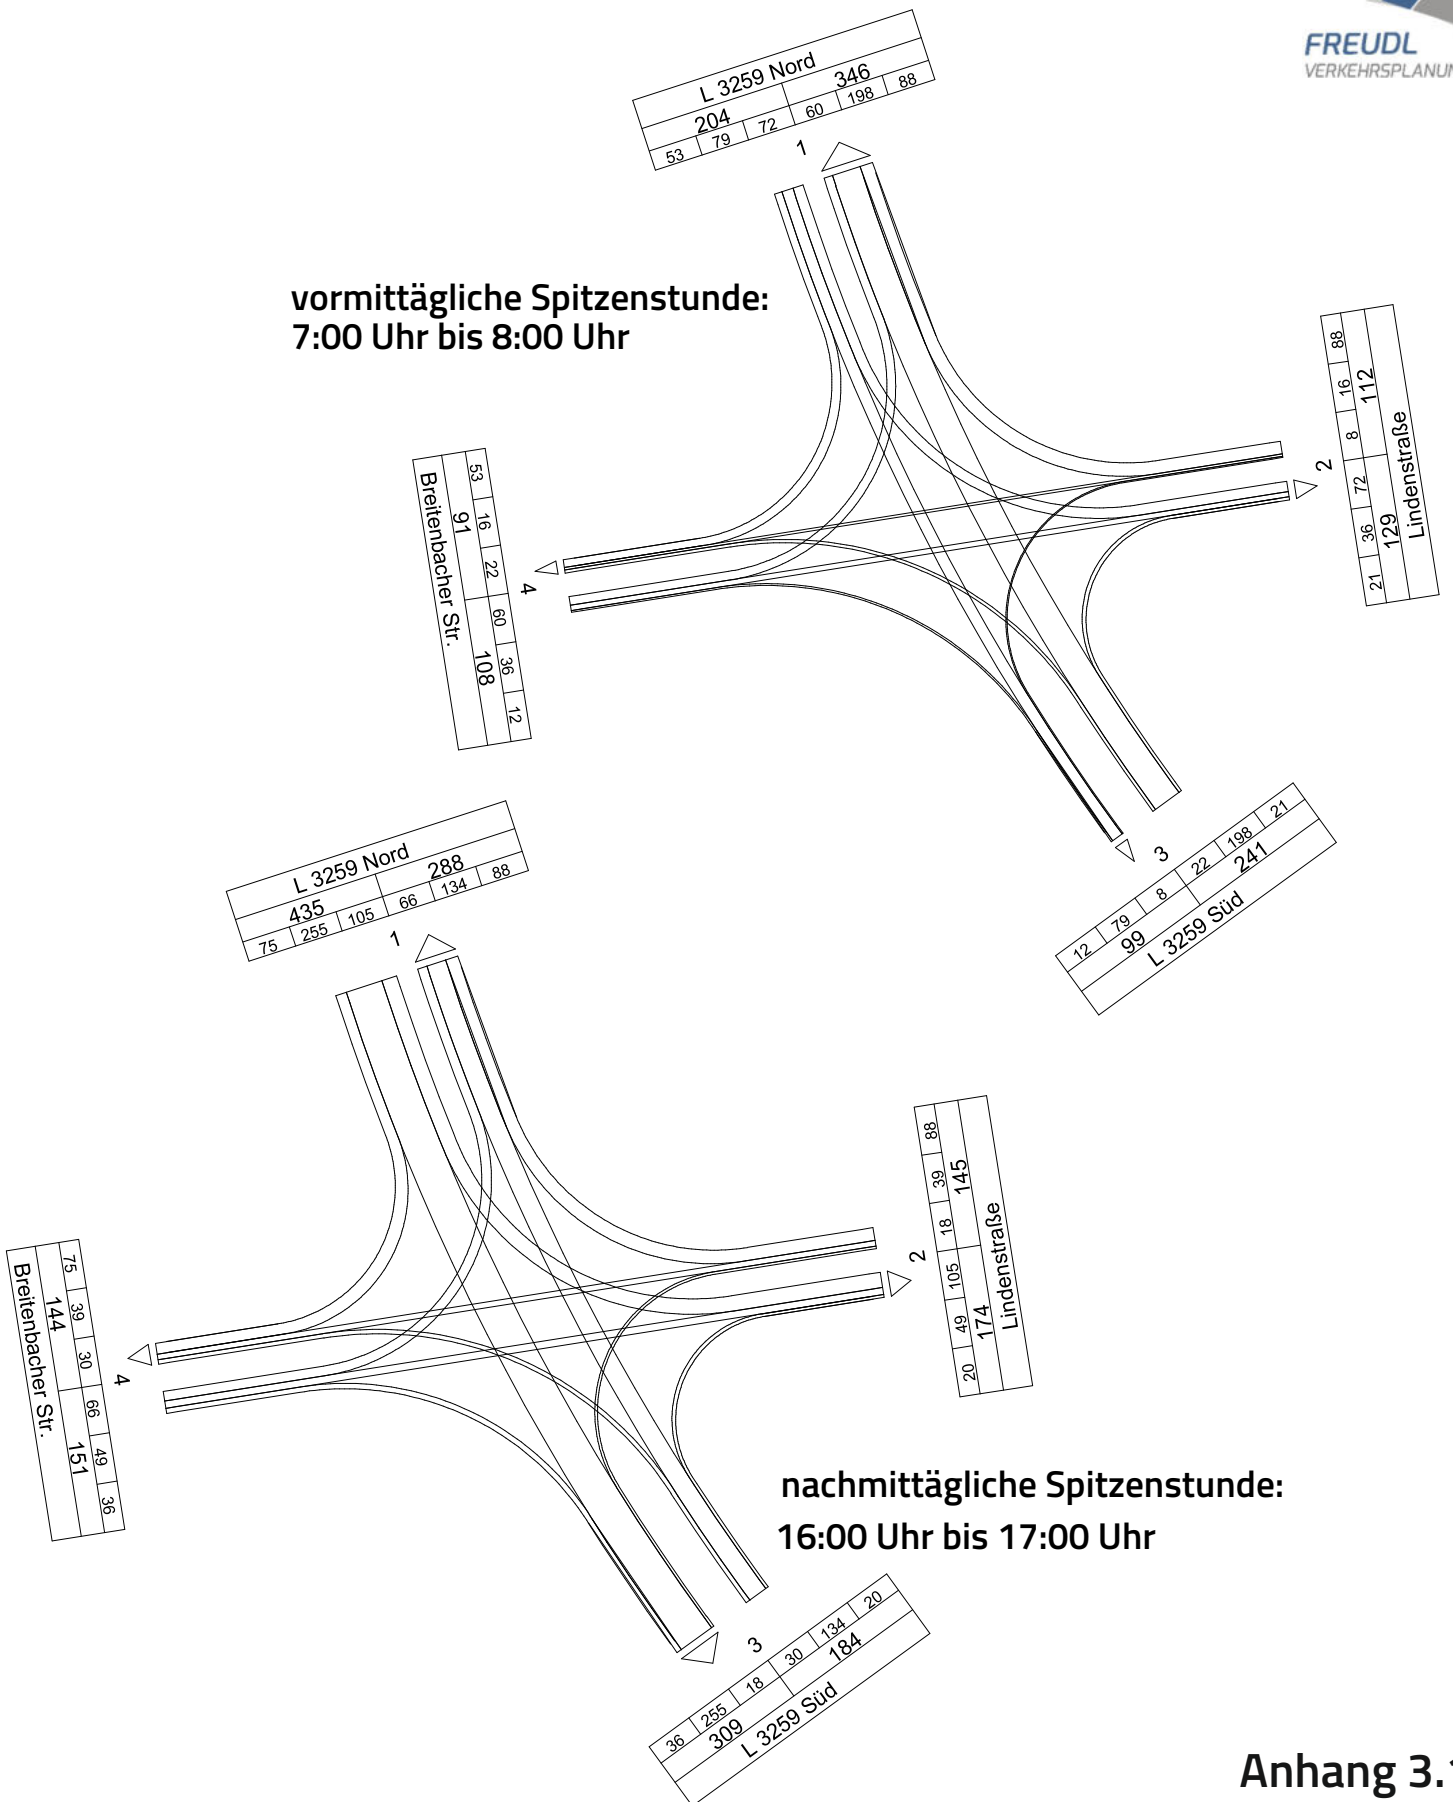 FREUDL
VERKEHRSPLANUN
L 3259 Nord
204 346
53 79 72 60 198 88
1
vormittägliche Spitzenstunde:
7:00 Uhr bis 8:00 Uhr
88 16 8 72 36 21
112 129
Lindenstraße
2
53 16 22 60 36 12
91 108
Breitenbacher Str.
4
3
12 79 8 22 198 21
99 241
L 3259 Süd
L 3259 Nord
435 288
75 255 105 66 134 88
1
88 39 18 105 49 20
145 174
Lindenstraße
2
75 39 30 66 49 36
144 151
Breitenbacher Str.
4
nachmittägliche Spitzenstunde:
16:00 Uhr bis 17:00 Uhr
3
36 255 18 30 134 20
309 184
L 3259 Süd
Anhang 3.